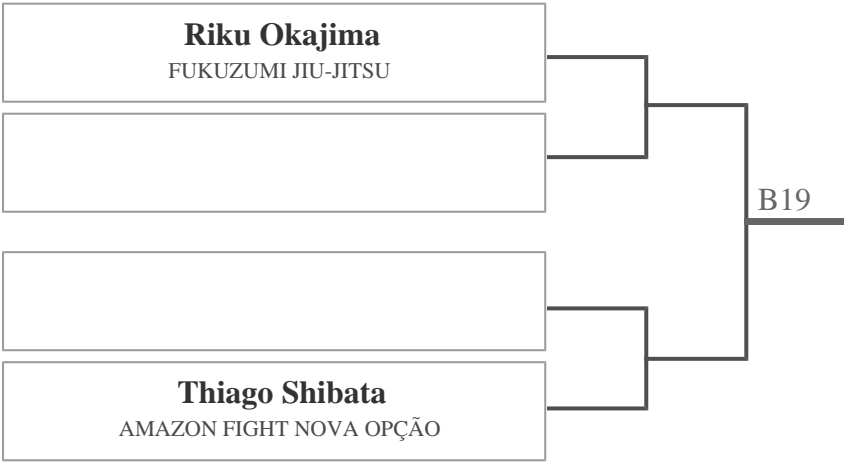 Riku Okajima
FUKUZUMI JIU-JITSU
B19
Thiago Shibata
AMAZON FIGHT NOVA OPÇÃO